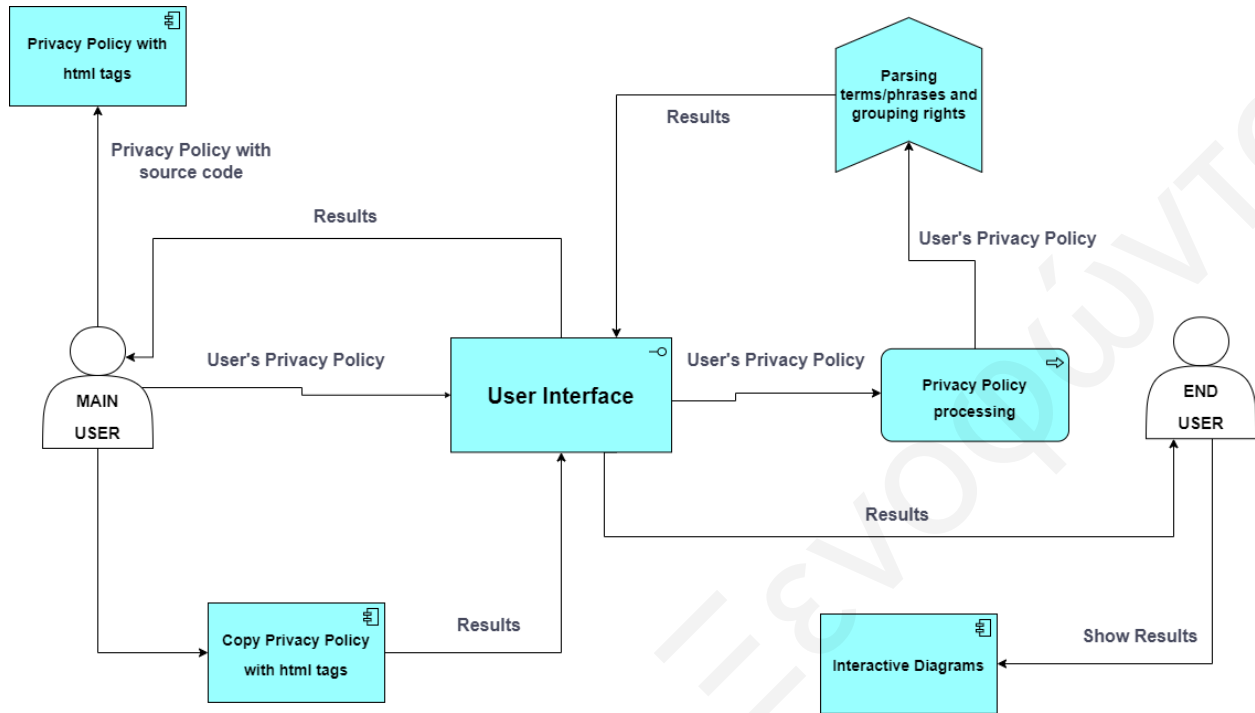 Privacy Policy with
html tags
Parsing
terms/phrases and
grouping rights
Results
Privacy Policy with
source code
Results
User's Privacy Policy
User's Privacy Policy
User's Privacy Policy
User Interface
Privacy Policy
processing
MAIN
USER
END
USER
Results
Copy Privacy Policy
with html tags
Results
Interactive Diagrams
Show Results